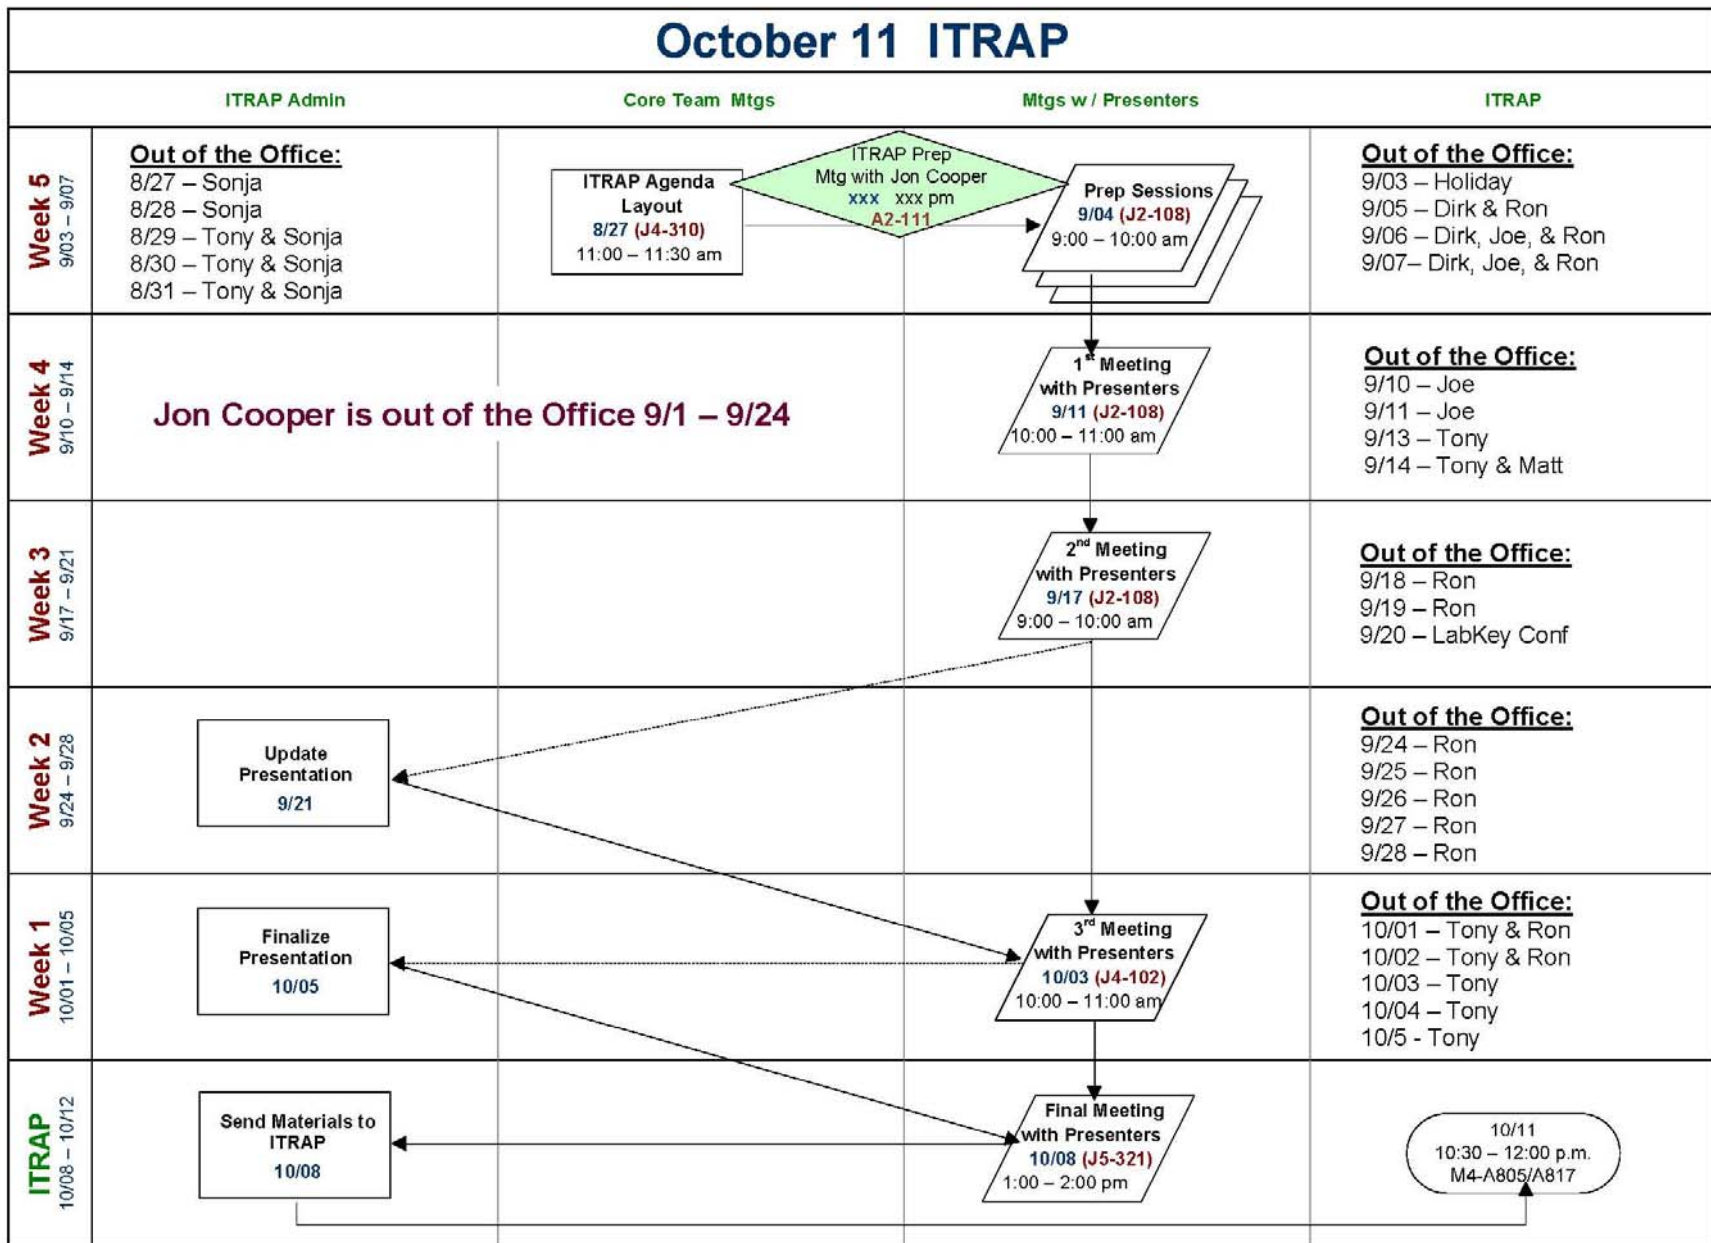 October 11 ITRAP
ITRAP Admin
Core Team Mtgs
Mtgs w / Presenters
ITRAP
Week 5
9/03 – 9/07
Out of the Office:
8/27 – Sonja
8/28 – Sonja
8/29 – Tony & Sonja
8/30 – Tony & Sonja
8/31 – Tony & Sonja
ITRAP Agenda
Layout
8/27 (J4-310)
11:00 – 11:30 am
ITRAP Prep
Mtg with Jon Cooper
xxx xxx pm
A2-111
Prep Sessions
9/04 (J2-108)
9:00 – 10:00 am
Out of the Office:
9/03 – Holiday
9/05 – Dirk & Ron
9/06 – Dirk, Joe, & Ron
9/07– Dirk, Joe, & Ron
Week 4
9/10 – 9/14
Jon Cooper is out of the Office 9/1 – 9/24
1st Meeting
with Presenters
9/11 (J2-108)
10:00 – 11:00 am
Out of the Office:
9/10 – Joe
9/11 – Joe
9/13 – Tony
9/14 – Tony & Matt
Week 3
9/17 – 9/21
2nd Meeting
with Presenters
9/17 (J2-108)
9:00 – 10:00 am
Out of the Office:
9/18 – Ron
9/19 – Ron
9/20 – LabKey Conf
Week 2
9/24 – 9/28
Update
Presentation
9/21
Out of the Office:
9/24 – Ron
9/25 – Ron
9/26 – Ron
9/27 – Ron
9/28 – Ron
Week 1
10/01 – 10/05
Finalize
Presentation
10/05
3rd Meeting
with Presenters
10/03 (J4-102)
10:00 – 11:00 am
Out of the Office:
10/01 – Tony & Ron
10/02 – Tony & Ron
10/03 – Tony
10/04 – Tony
10/5 - Tony
ITRAP
10/08 – 10/12
Send Materials to
ITRAP
10/08
Final Meeting
with Presenters
10/08 (J5-321)
1:00 – 2:00 pm
10/11
10:30 – 12:00 p.m.
M4-A805/A817